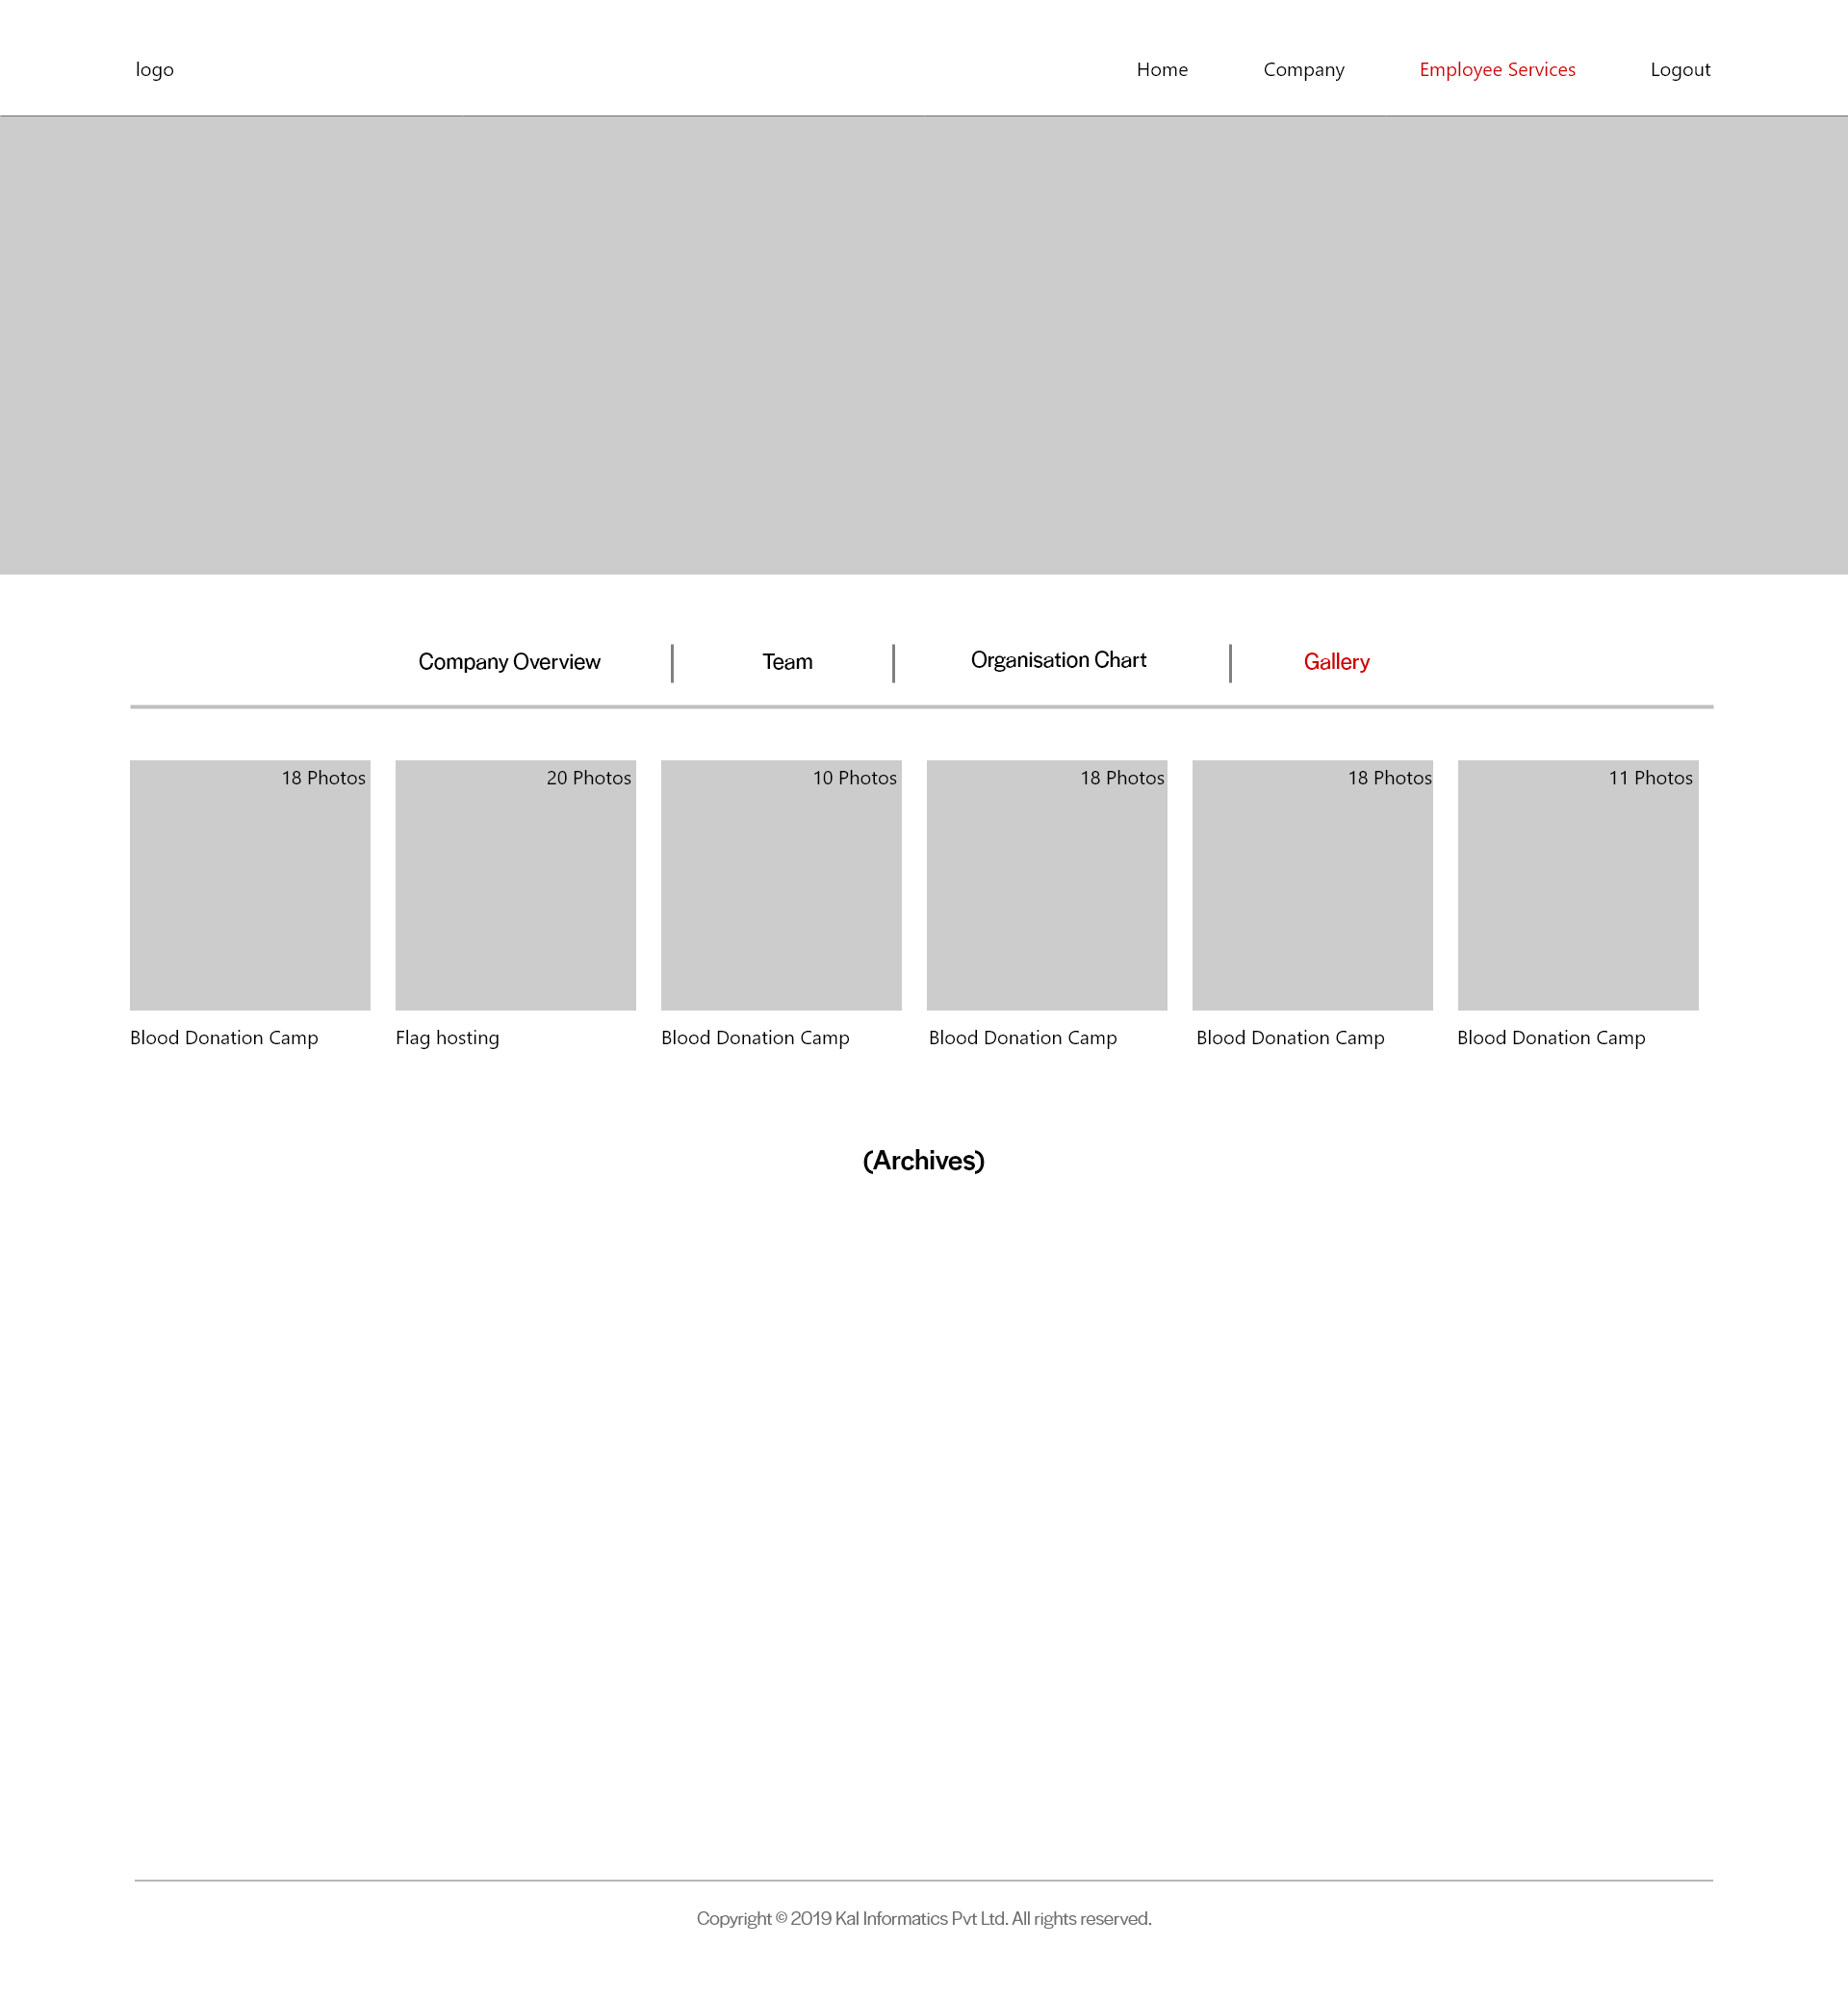 logo
Home Company Employee Services Logout
Company Overview Team Organisation Chart Gallery
18 Photos 20 Photos 10 Photos 18 Photos 18 Photos 11 Photos
Blood Donation Camp Flag hosting Blood Donation Camp Blood Donation Camp Blood Donation Camp Blood Donation Camp
(Archives)
Copyright © 2019 Kal Informatics Pvt Ltd. All rights reserved.